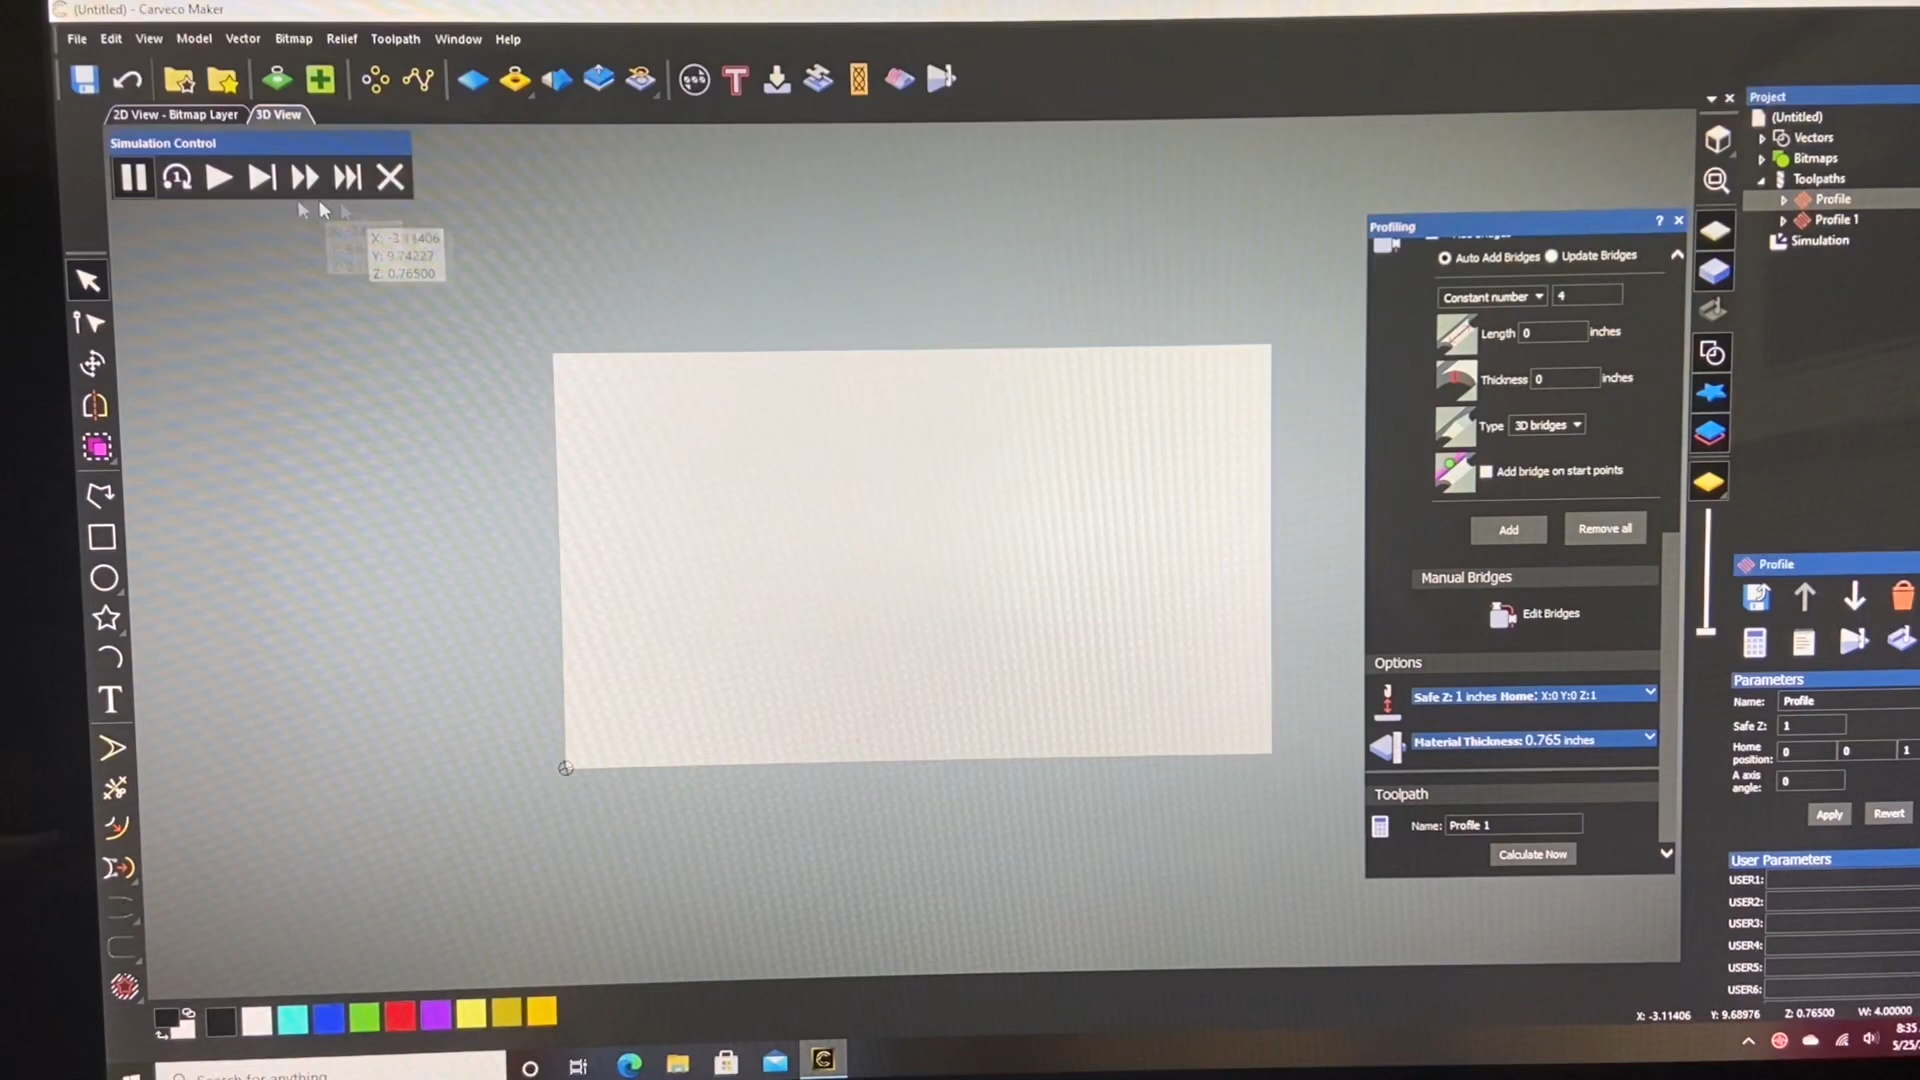 (Untitled) - Carveco Maker
File Edit View Model Vector Bitmap Relief Toolpath Window Help
2D View - Bitmap Layer 3D View
Simulation Control
X: -3.11406
Y: 9.74227
Z: 0.76500
Profiling ? ×
Auto Add Bridges Update Bridges
Constant number 4
Length 0 inches
Thickness 0 inches
Type 3D bridges
Add bridge on start points
Add Remove all
Manual Bridges
Edit Bridges
Options
Safe Z: 1 inches Home: X:0 Y:0 Z:1
Material Thickness: 0.765 inches
Toolpath
Name: Profile 1
Calculate Now
Project
(Untitled)
Vectors
Bitmaps
Toolpaths
Profile
Profile 1
Simulation
Profile
Parameters
Name: Profile
Safe Z: 1
Home position: 0 0 1
A axis angle: 0
Apply Revert
User Parameters
USER1:
USER2:
USER3:
USER4:
USER5:
USER6:
X: -3.11406 Y: 9.68976 Z: 0.76500 W: 4.00000
Search for anything
8:35
5/25/